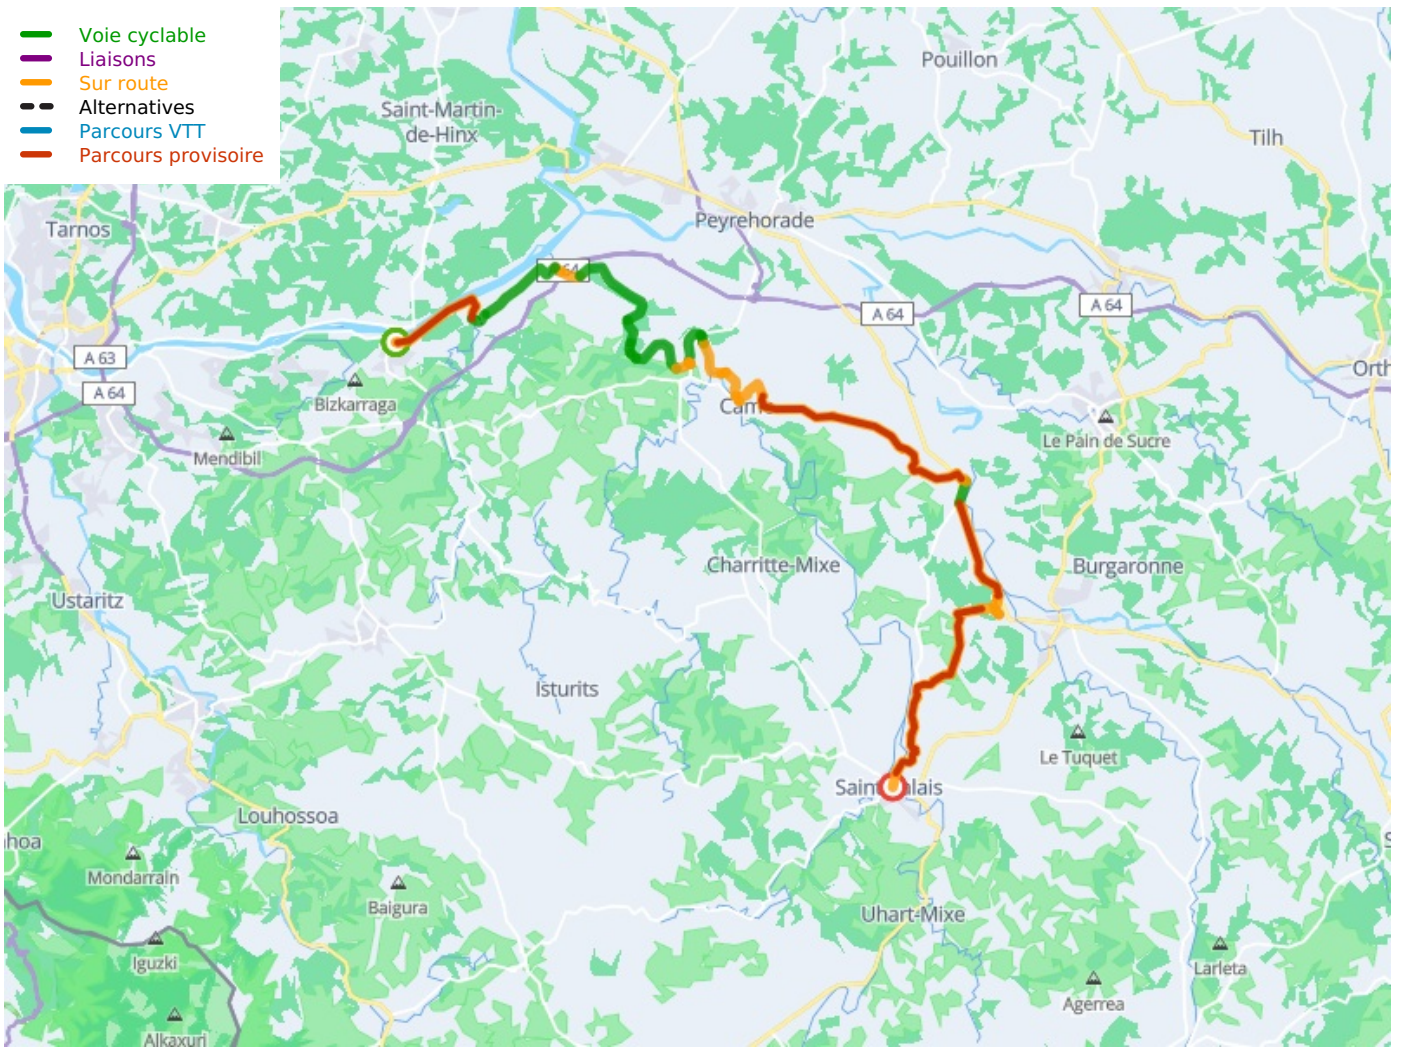 Voie cyclable
Liaisons
Sur route
Alternatives
Parcours VTT
Parcours provisoire
Pouillon
Saint-Martin-
de-Hinx
Tilh
Tarnos
Peyrehorade
A 64
A 64
A 63
A 64
Bizkarraga
Mendibil
Le Pain de Sucre
Charritte-Mixe
Burgaronne
Ustaritz
Isturits
Le Tuquet
Louhossoa
Mondarrain
Baigura
Uhart-Mixe
Iguzki
Larleta
Agerrea
Alkaxuri